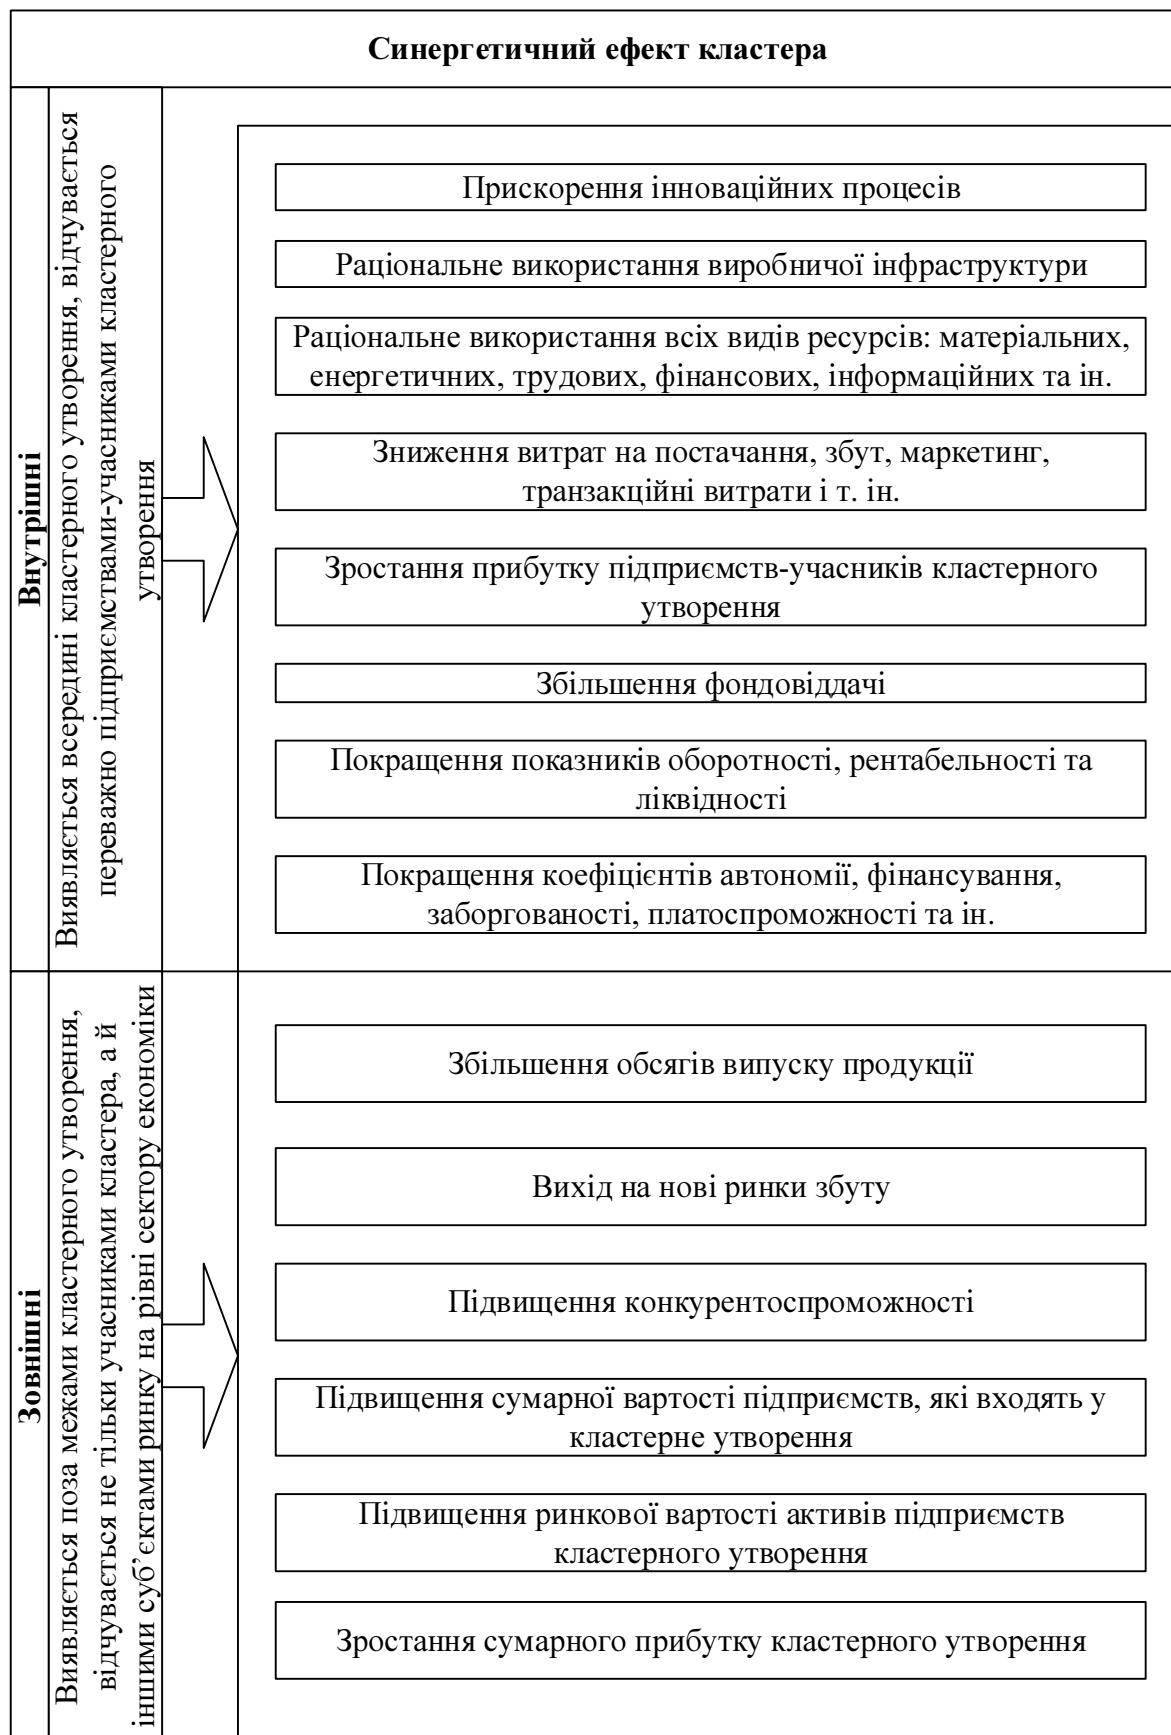 Синергетичний ефект кластера
Внутрішні
Виявляється всередині кластерного утворення, відчувається
переважно підприємствами-учасниками кластерного
утворення
Прискорення інноваційних процесів
Раціональне використання виробничої інфраструктури
Раціональне використання всіх видів ресурсів: матеріальних,
енергетичних, трудових, фінансових, інформаційних та ін.
Зниження витрат на постачання, збут, маркетинг,
транзакційні витрати і т. ін.
Зростання прибутку підприємств-учасників кластерного
утворення
Збільшення фондовіддачі
Покращення показників оборотності, рентабельності та
ліквідності
Покращення коефіцієнтів автономії, фінансування,
заборгованості, платоспроможності та ін.
Зовнішні
Виявляється поза межами кластерного утворення,
відчувається не тільки учасниками кластера, а й
іншими суб’єктами ринку на рівні сектору економіки
Збільшення обсягів випуску продукції
Вихід на нові ринки збуту
Підвищення конкурентоспроможності
Підвищення сумарної вартості підприємств, які входять у
кластерне утворення
Підвищення ринкової вартості активів підприємств
кластерного утворення
Зростання сумарного прибутку кластерного утворення